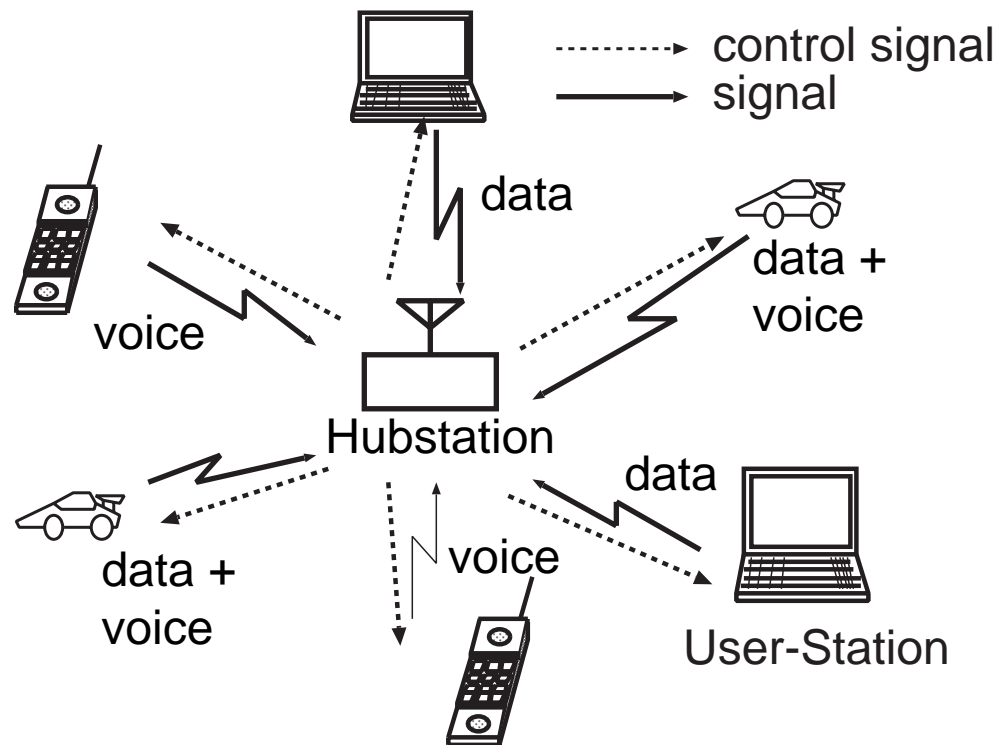 control signal
signal
data
data +
voice
voice
Hubstation
data
data +
voice
voice
User-Station